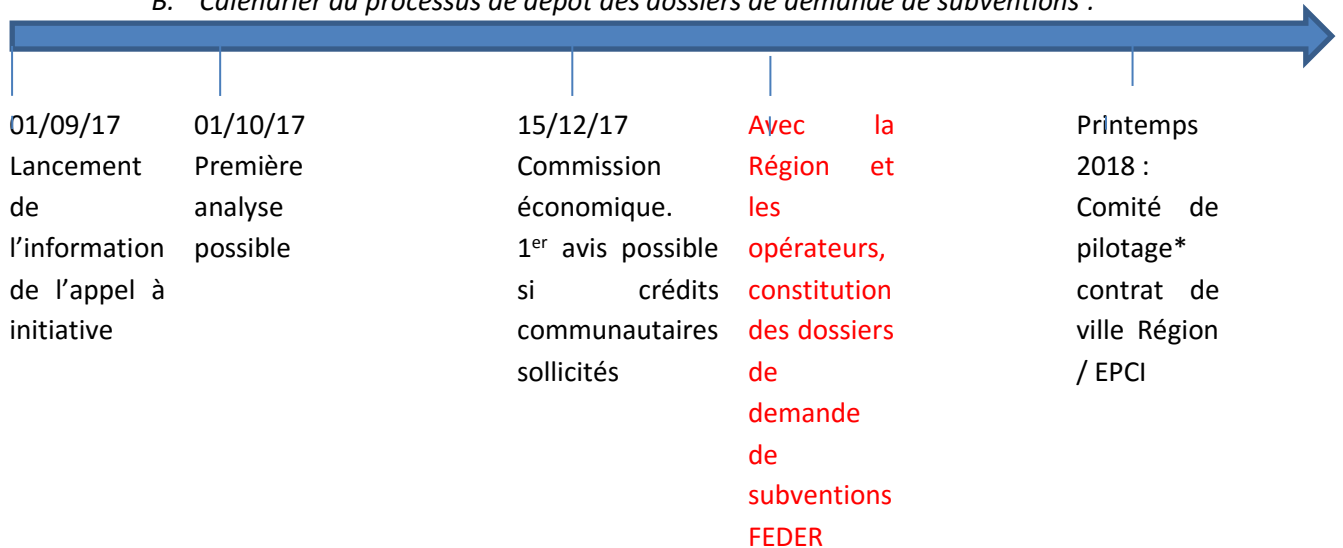 B. Calendrier du processus de dépôt des dossiers de demande de subventions :
01/09/17
Lancement
de
l’information
de l’appel à
initiative
01/10/17
Première
analyse
possible
15/12/17
Commission
économique.
1er avis possible
si crédits
communautaires
sollicités
Avec la
Région et
les
opérateurs,
constitution
des dossiers
de
demande
de
subventions
FEDER
Printemps
2018 :
Comité de
pilotage*
contrat de
ville Région
/ EPCI